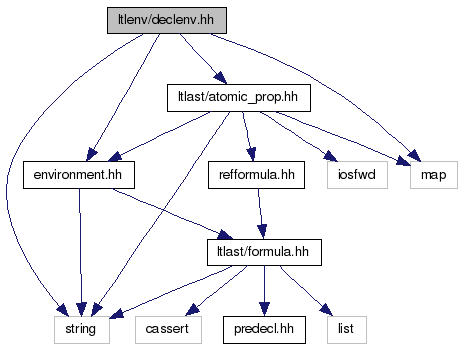 ltlenv/declenv.hh
ltlast/atomic_prop.hh
environment.hh
refformula.hh
iosfwd
map
ltlast/formula.hh
string
cassert
predecl.hh
list